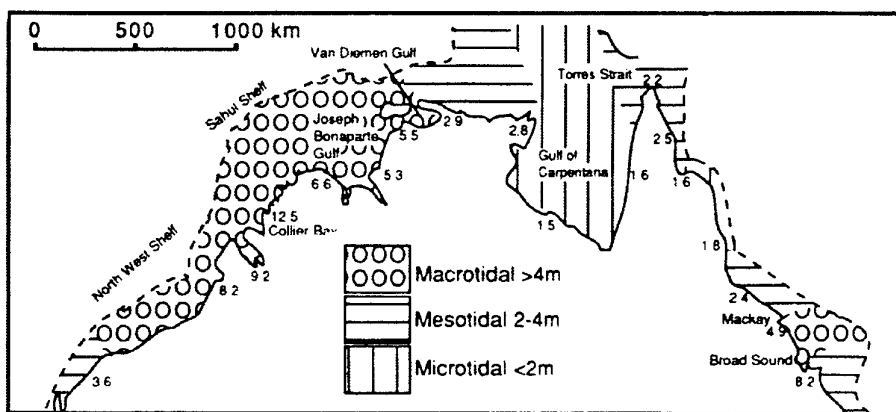 0 500 1000 km
Van Diemen Gulf
Torres Strait
2 2
Sahul Shelf
Joseph
Bonaparte
Gulf
5 5
2 9
2.8
2 5
Gulf of
Carpentaria
6 6
5 3
1 6
1 6
12 5
Collier Bay
1 5
North West Shelf
9 2
8 2
1 8
Macrotidal >4m
2 4
Mackay
4 9
Mesotidal 2-4m
Broad Sound
8 2
Microtidal <2m
3 6